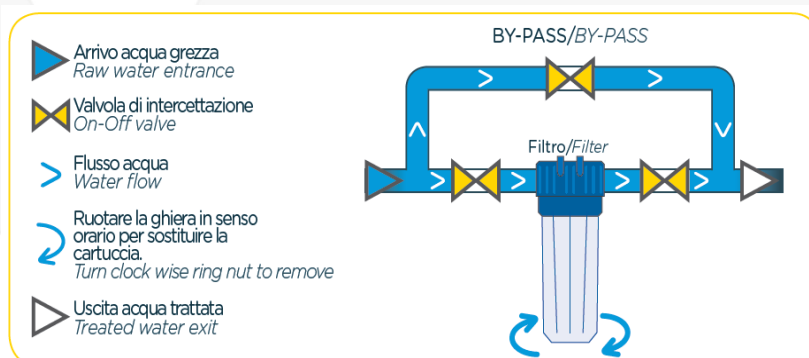 Arrivo acqua grezza
Raw water entrance
Valvola di intercettazione
On-Off valve
Flusso acqua
Water flow
Ruotare la ghiera in senso
orario per sostituire la
cartuccia.
Turn clock wise ring nut to remove
Uscita acqua trattata
Treated water exit
BY-PASS/BY-PASS
Filtro/Filter